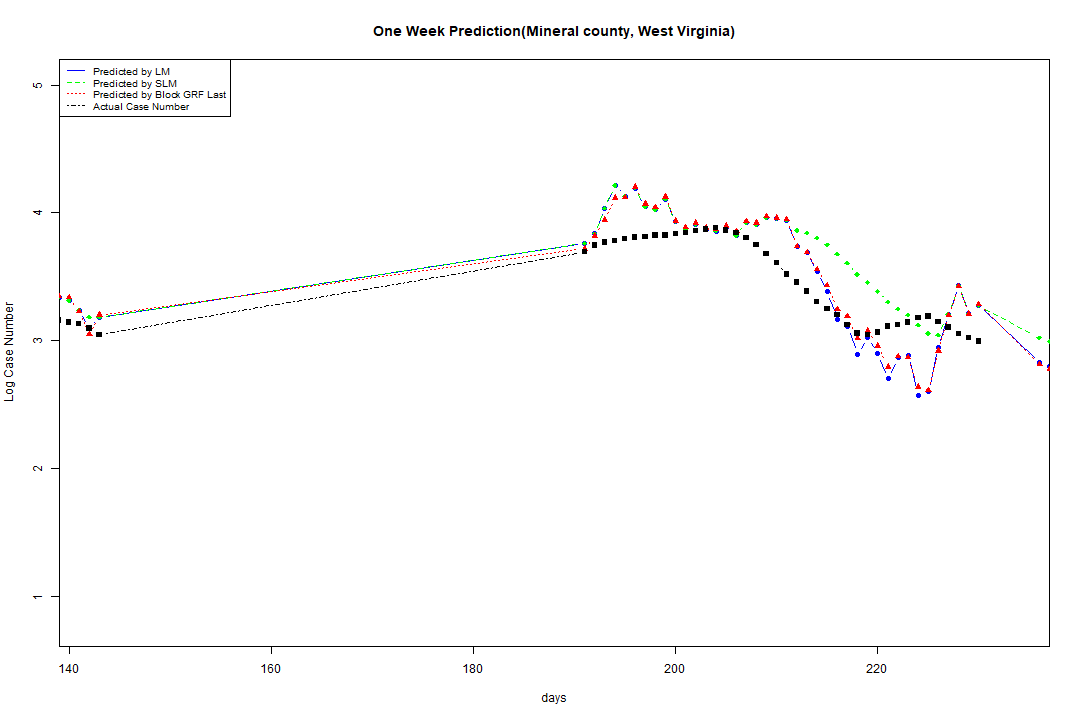 One Week Prediction(Mineral county, West Virginia)
Predicted by LM
Predicted by SLM
Predicted by Block GRF Last
Actual Case Number
5
4
3
2
1
Log Case Number
140 160 180 200 220
days